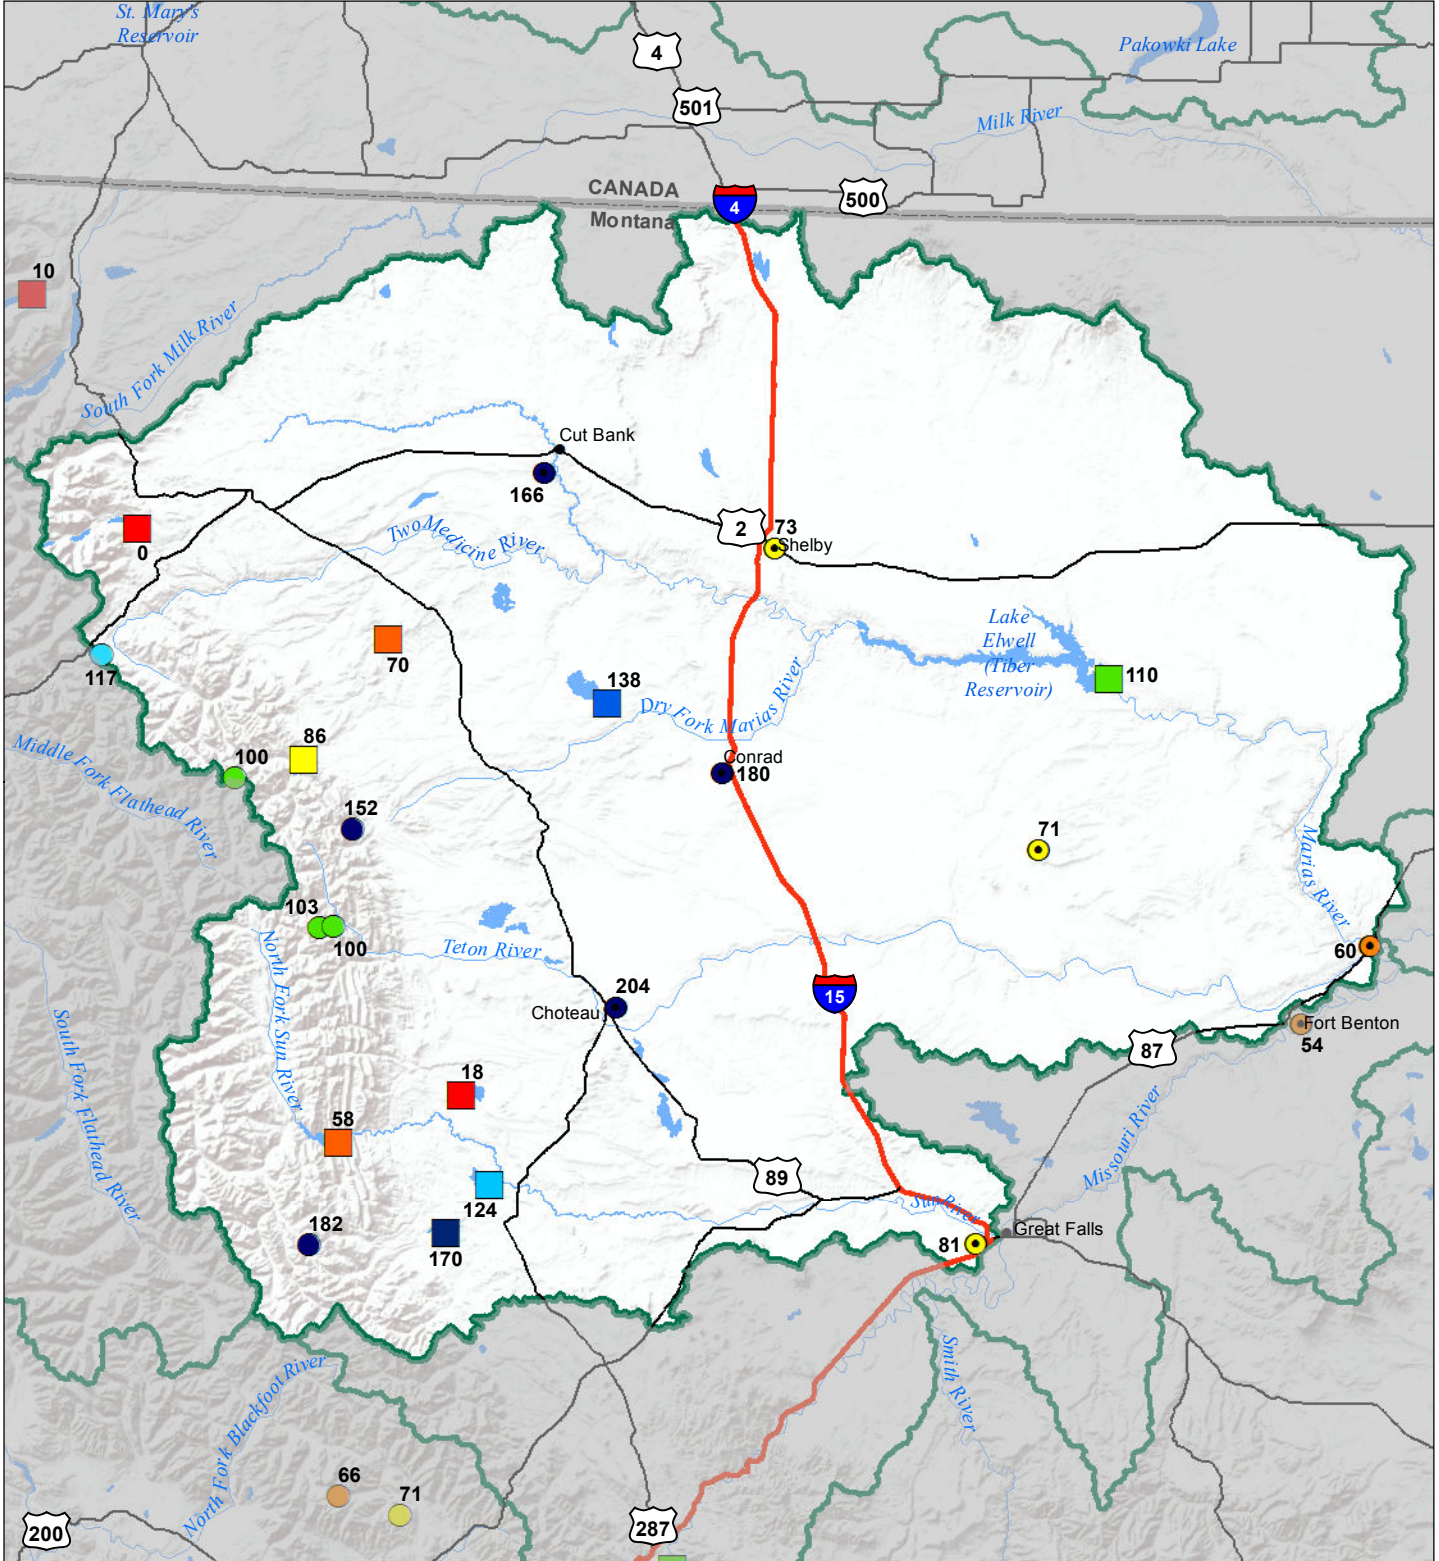 St. Mary's
Reservoir
4
Pakowki Lake
501
Milk River
CANADA
Montana
4
500
10
South Fork Milk River
Cut Bank
166
Two Medicine River
2
73
Shelby
0
Lake
Elwell
(Tiber
Reservoir)
70
117
138
110
Dry Fork Marias River
Middle Fork Flathead River
86
100
Conrad
180
152
71
Marias River
103
100
North Fork Sun River
Teton River
60
204
Choteau
15
South Fork Flathead River
Fort Benton
54
87
18
58
Missouri River
124
89
Sun River
182
170
81
Great Falls
Smith River
North Fork Blackfoot River
66
71
200
287